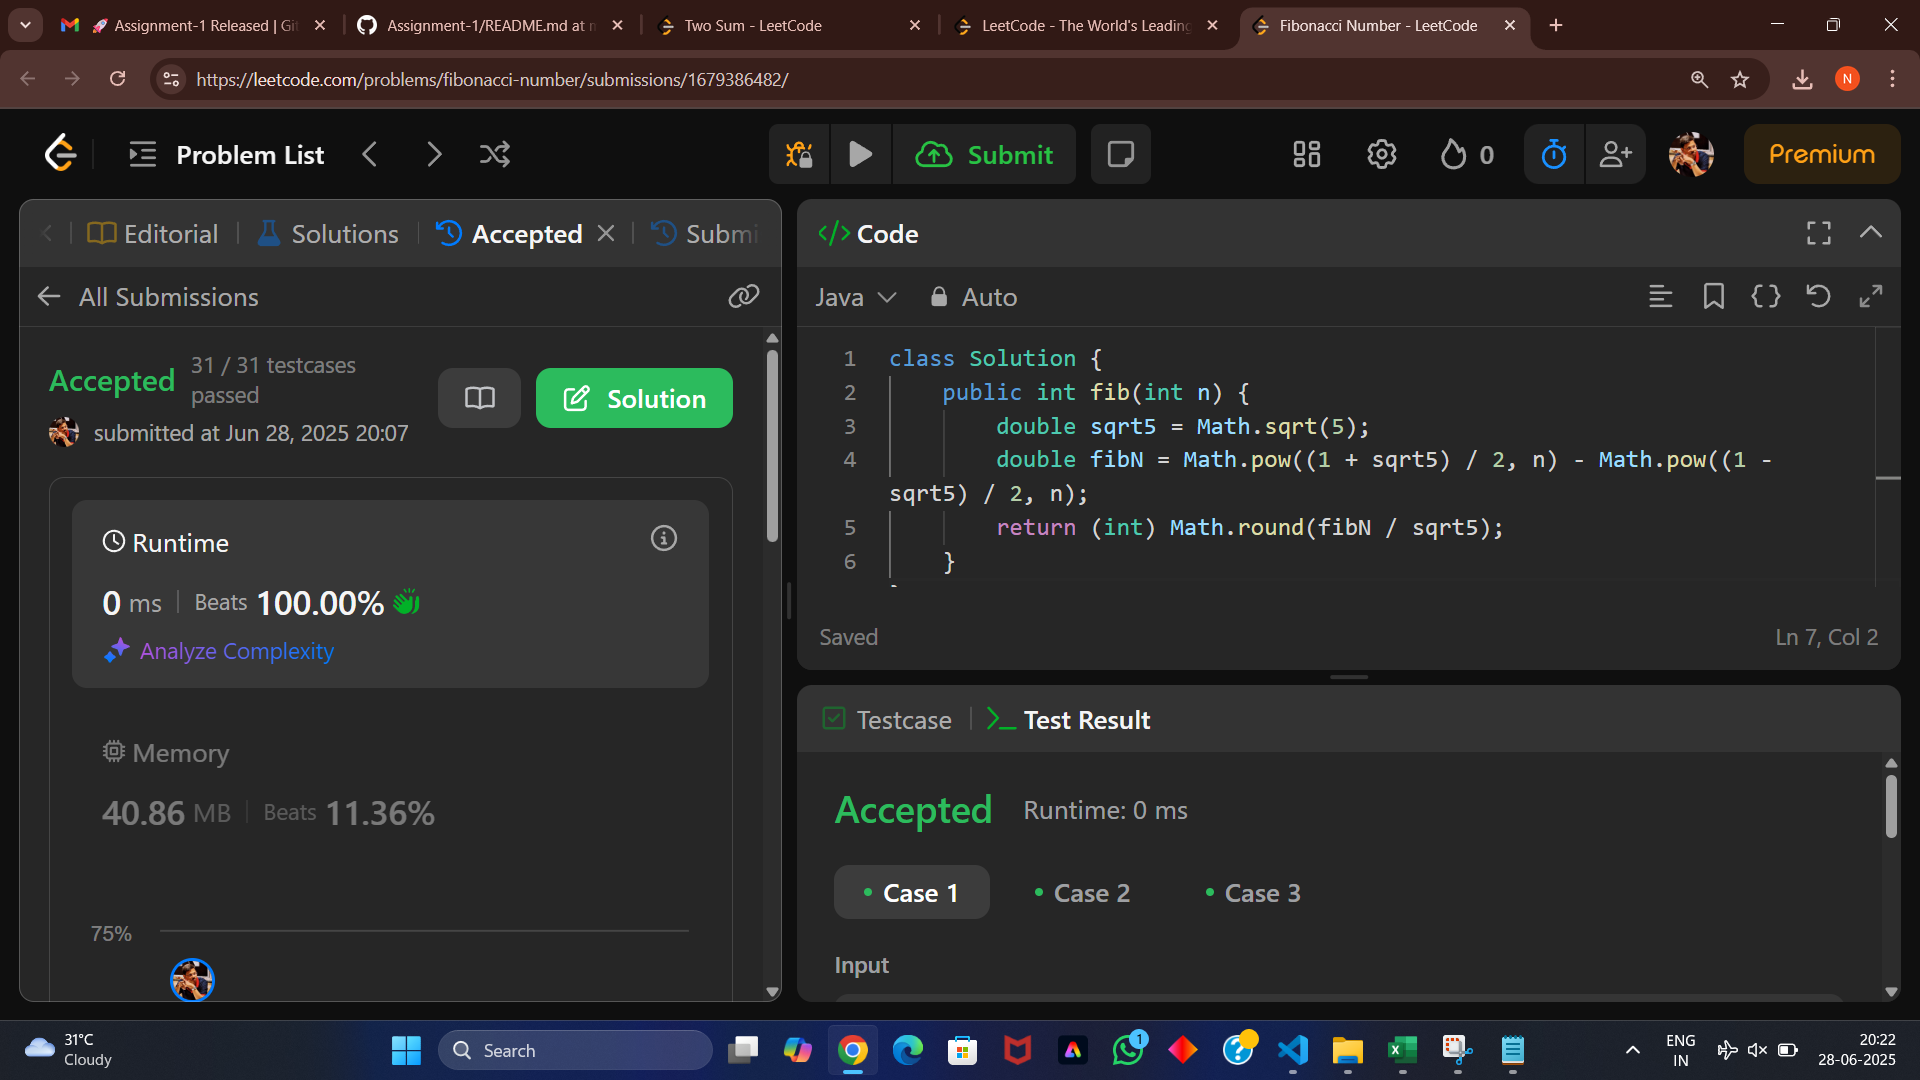 🚀 Assignment-1 Released | Gi
Assignment-1/README.md at m
Two Sum - LeetCode
LeetCode - The World's Leading
Fibonacci Number - LeetCode
https://leetcode.com/problems/fibonacci-number/submissions/1679386482/
N
Problem List
Submit
0
Premium
Editorial
Solutions
Accepted
Submi
All Submissions
Accepted
31 / 31 testcases
passed
submitted at Jun 28, 2025 20:07
Solution
Runtime
0 ms
Beats 100.00%
Analyze Complexity
Memory
40.86 MB
Beats 11.36%
75%
</> Code
Java
Auto
1 class Solution {
2 public int fib(int n) {
3 double sqrt5 = Math.sqrt(5);
4 double fibN = Math.pow((1 + sqrt5) / 2, n) - Math.pow((1 -
sqrt5) / 2, n);
5 return (int) Math.round(fibN / sqrt5);
6 }
Saved
Ln 7, Col 2
Testcase
Test Result
Accepted
Runtime: 0 ms
Case 1
Case 2
Case 3
Input
31°C
Cloudy
Search
1
ENG
IN
20:22
28-06-2025